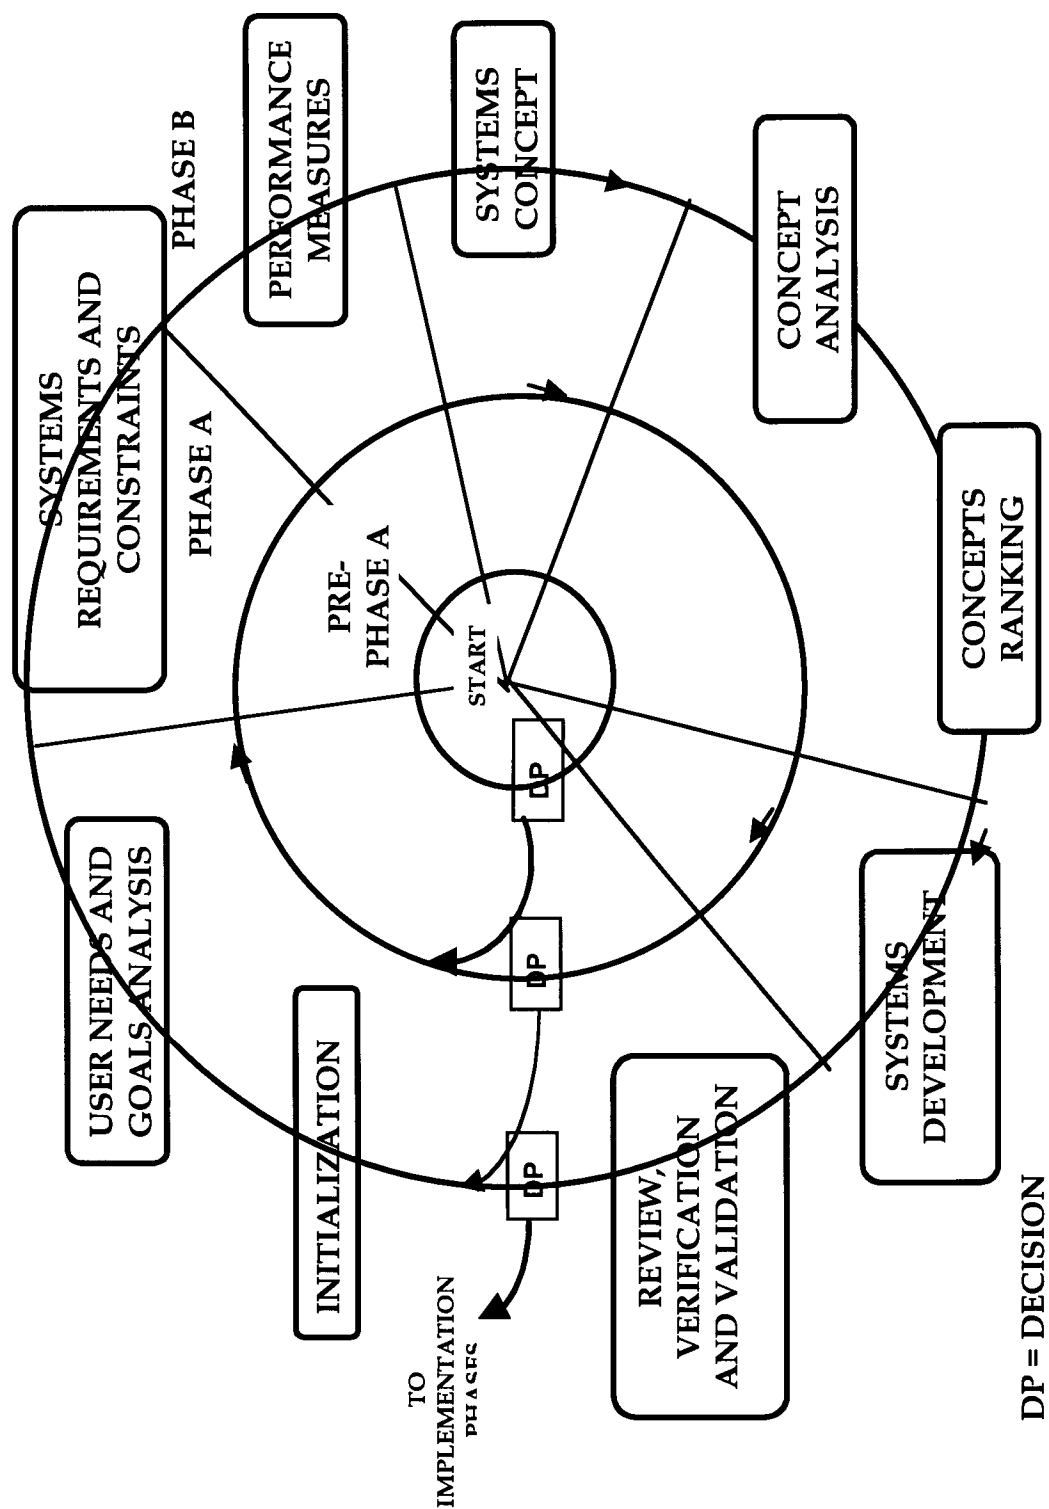 SYSTEMS
REQUIREMENTS AND
CONSTRAINTS
PHASE B
PERFORMANCE
MEASURES
SYSTEMS
CONCEPT
CONCEPT
ANALYSIS
CONCEPTS
RANKING
SYSTEMS
DEVELOPMENT
REVIEW,
VERIFICATION
AND VALIDATION
INITIALIZATION
USER NEEDS AND
GOALS ANALYSIS
PHASE A
PRE-
PHASE A
START
DP
DP
DP
TO
IMPLEMENTATION
PHASES
DP = DECISION